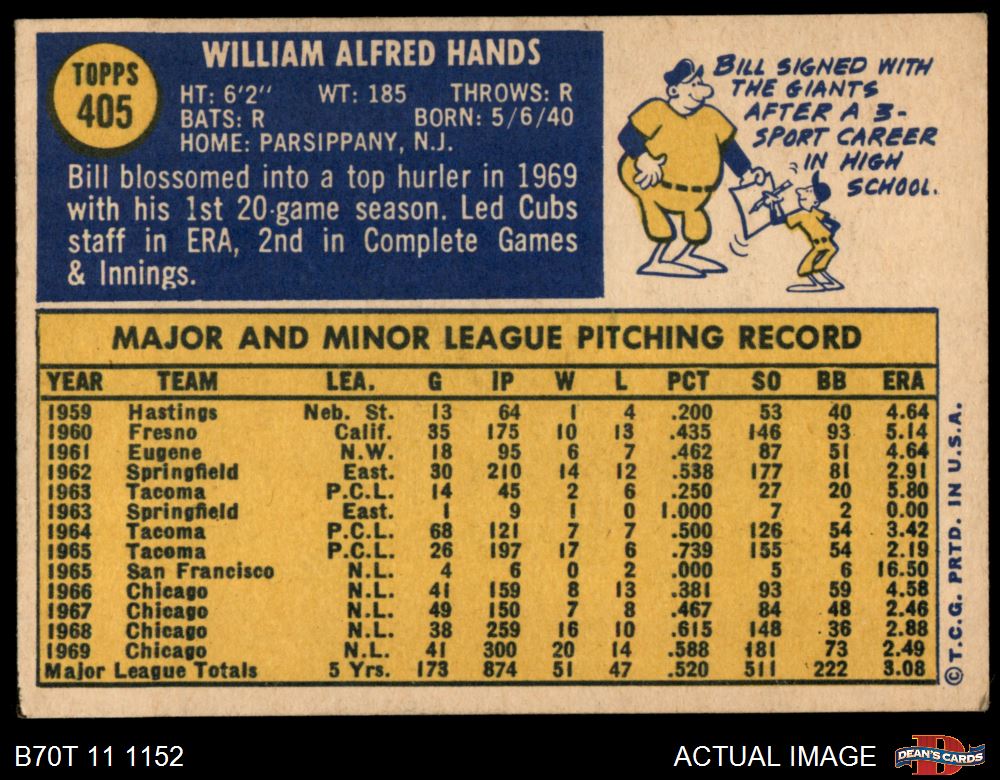 TOPPS
405
WILLIAM ALFRED HANDS
HT: 6'2" WT: 185 THROWS: R
BATS: R BORN: 5/6/40
HOME: PARSIPPANY, N.J.
Bill blossomed into a top hurler in 1969
with his 1st 20-game season. Led Cubs
staff in ERA, 2nd in Complete Games
& Innings.
BILL SIGNED WITH
THE GIANTS
AFTER A 3-
SPORT CAREER
IN HIGH
SCHOOL.
MAJOR AND MINOR LEAGUE PITCHING RECORD
YEAR TEAM LEA. G IP W L PCT SO BB ERA
1959 Hastings Neb. St. 13 64 1 4 .200 53 40 4.64
1960 Fresno Calif. 35 175 10 13 .435 146 93 5.14
1961 Eugene N.W. 18 95 6 7 .462 87 51 4.64
1962 Springfield East. 30 210 14 12 .538 177 81 2.91
1963 Tacoma P.C.L. 14 45 2 6 .250 27 20 5.80
1963 Springfield East. 1 9 1 0 1.000 7 2 0.00
1964 Tacoma P.C.L. 68 121 7 7 .500 126 54 3.42
1965 Tacoma P.C.L. 26 197 17 6 .739 155 54 2.19
1965 San Francisco N.L. 4 6 0 2 .000 5 6 16.50
1966 Chicago N.L. 41 159 8 13 .381 93 59 4.58
1967 Chicago N.L. 49 150 7 8 .467 84 48 2.46
1968 Chicago N.L. 38 259 16 10 .615 148 36 2.88
1969 Chicago N.L. 41 300 20 14 .588 181 73 2.49
Major League Totals 5 Yrs. 173 874 51 47 .520 511 222 3.08
© T.C.G. PRTD. IN U.S.A.
B70T 11 1152
ACTUAL IMAGE
D
DEAN'S CARDS